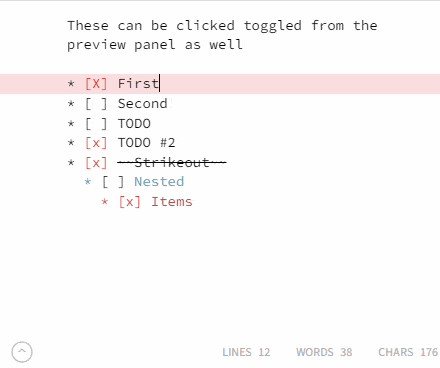 These can be clicked toggled from the
preview panel as well
* [X] First
* [ ] Second
* [ ] TODO
* [x] TODO #2
* [x] ~~Strikeout~~
* [ ] Nested
* [x] Items
LINES 12 WORDS 38 CHARS 176